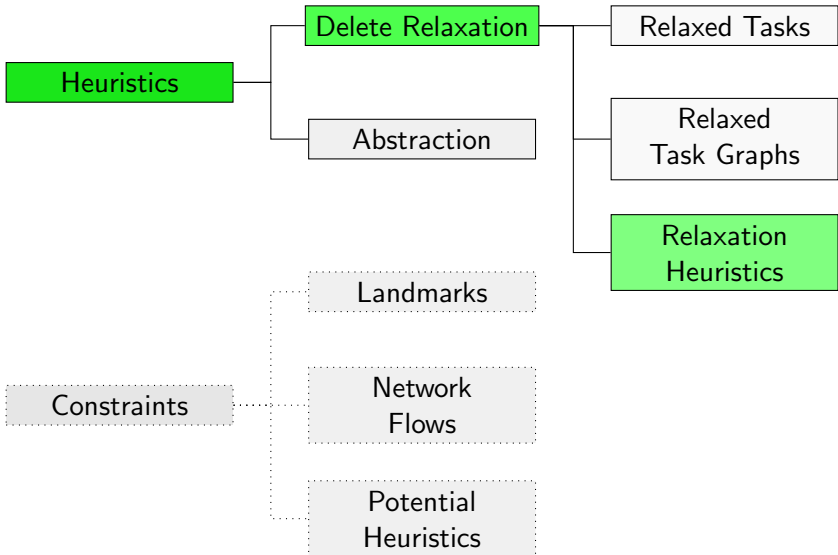 Heuristics
Delete Relaxation
Abstraction
Relaxed Tasks
Relaxed
Task Graphs
Relaxation
Heuristics
Constraints
Landmarks
Network
Flows
Potential
Heuristics